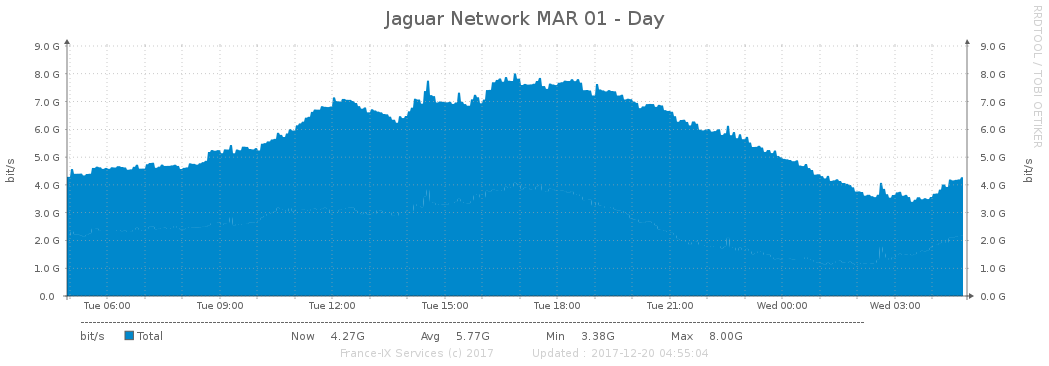 Jaguar Network MAR 01 - Day
RRDTOOL / TOBI OETIKER
9.0 G 9.0 G
8.0 G 8.0 G
7.0 G 7.0 G
6.0 G 6.0 G
5.0 G 5.0 G
4.0 G 4.0 G
3.0 G 3.0 G
2.0 G 2.0 G
1.0 G 1.0 G
0.0 0.0 G
bit/s bit/s
Tue 06:00 Tue 09:00 Tue 12:00 Tue 15:00 Tue 18:00 Tue 21:00 Wed 00:00 Wed 03:00
bit/s Total Now 4.27G Avg 5.77G Min 3.38G Max 8.00G
France-IX Services (c) 2017 Updated : 2017-12-20 04:55:04